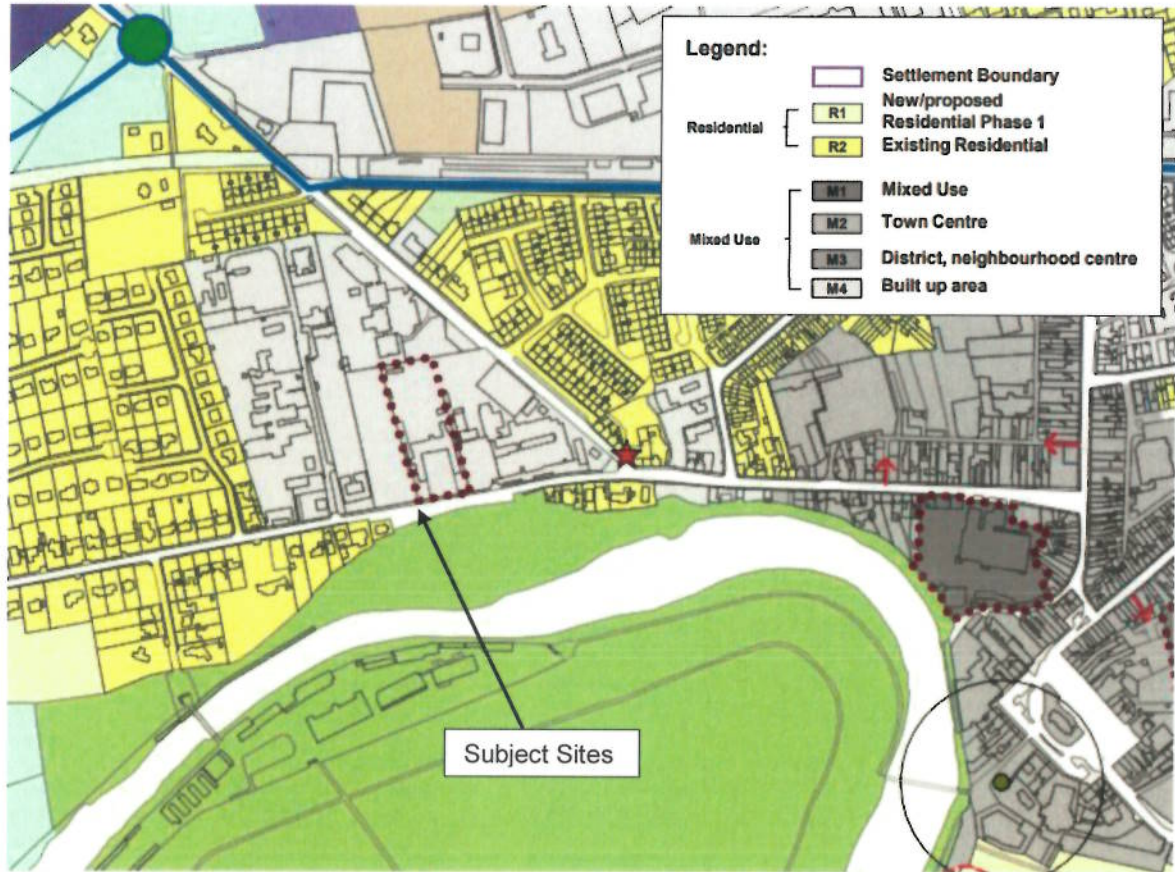 Legend:
Settlement Boundary
Residential
R1 New/proposed
Residential Phase 1
R2 Existing Residential
Mixed Use
M1 Mixed Use
M2 Town Centre
M3 District, neighbourhood centre
M4 Built up area
Subject Sites